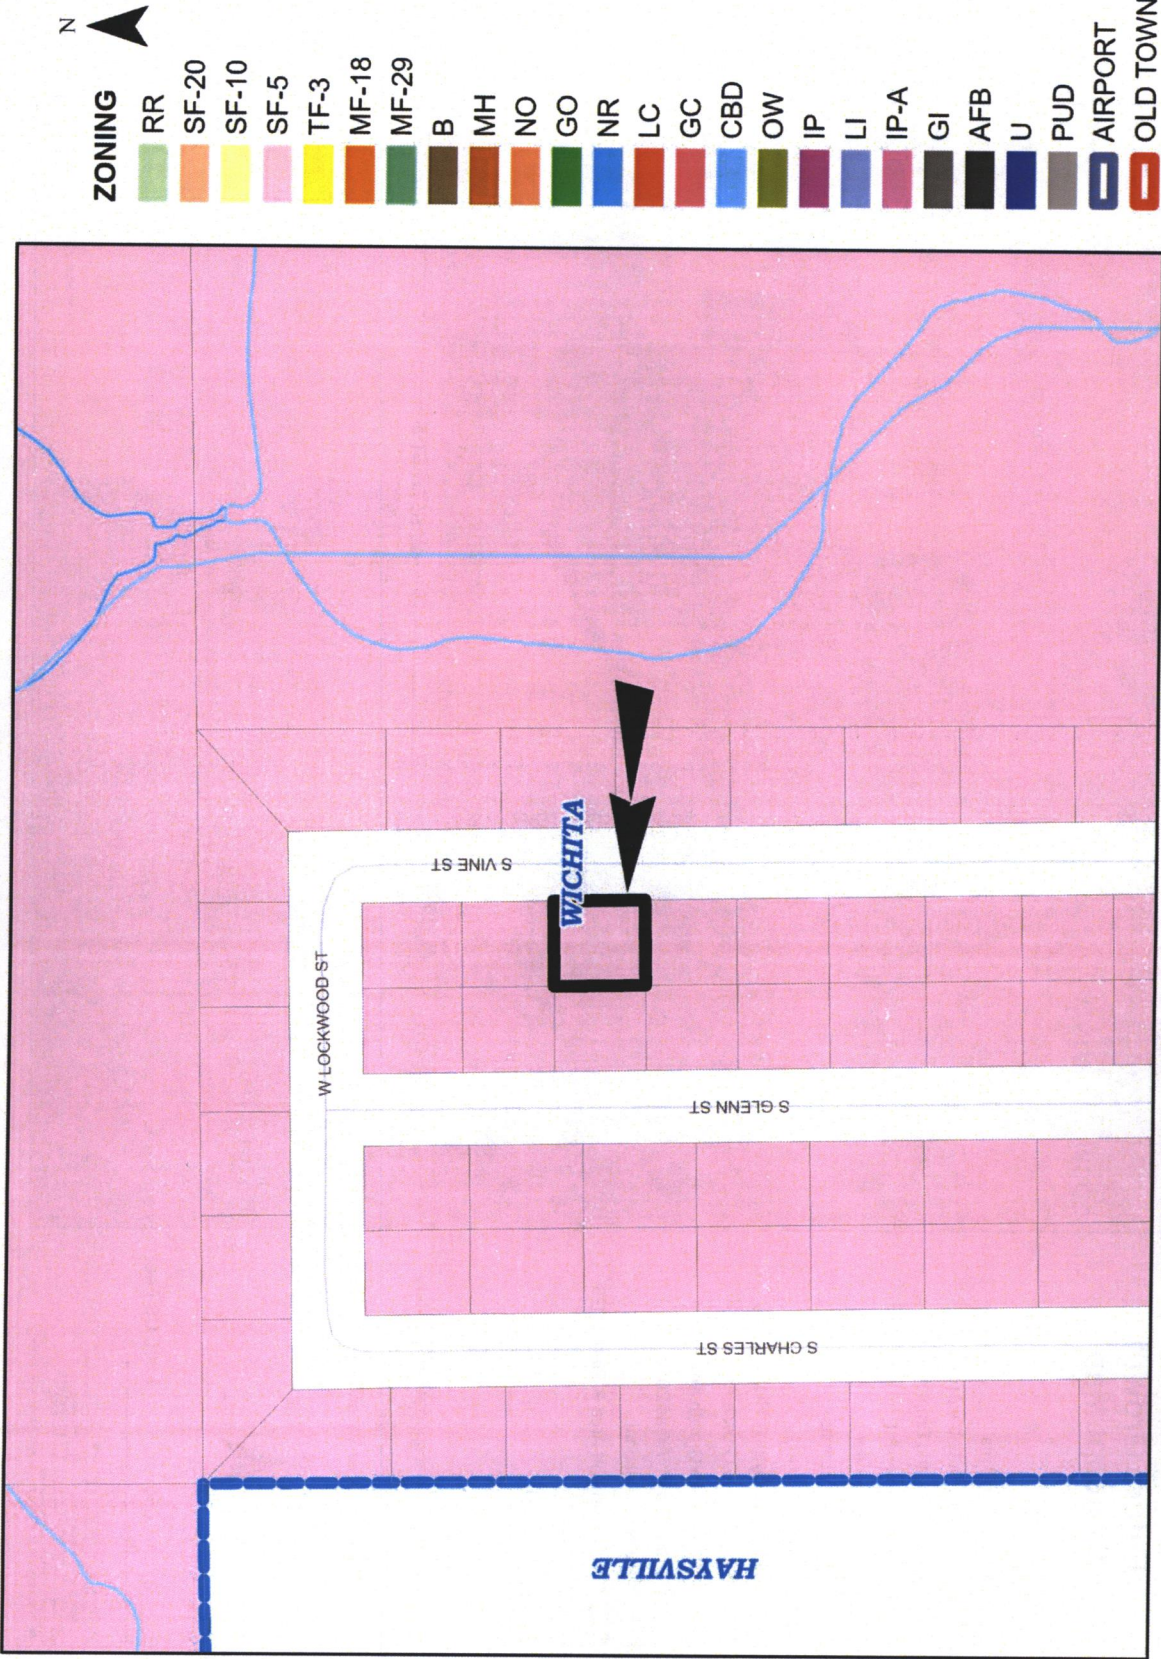 N
ZONING
RR
SF-20
SF-10
SF-5
TF-3
MF-18
MF-29
B
MH
NO
GO
NR
LC
GC
CBD
OW
IP
LI
IP-A
GI
AFB
U
PUD
AIRPORT
OLD TOWN
S VINE ST
WICHITA
W LOCKWOOD ST
S GLENN ST
S CHARLES ST
HAYSVILLE